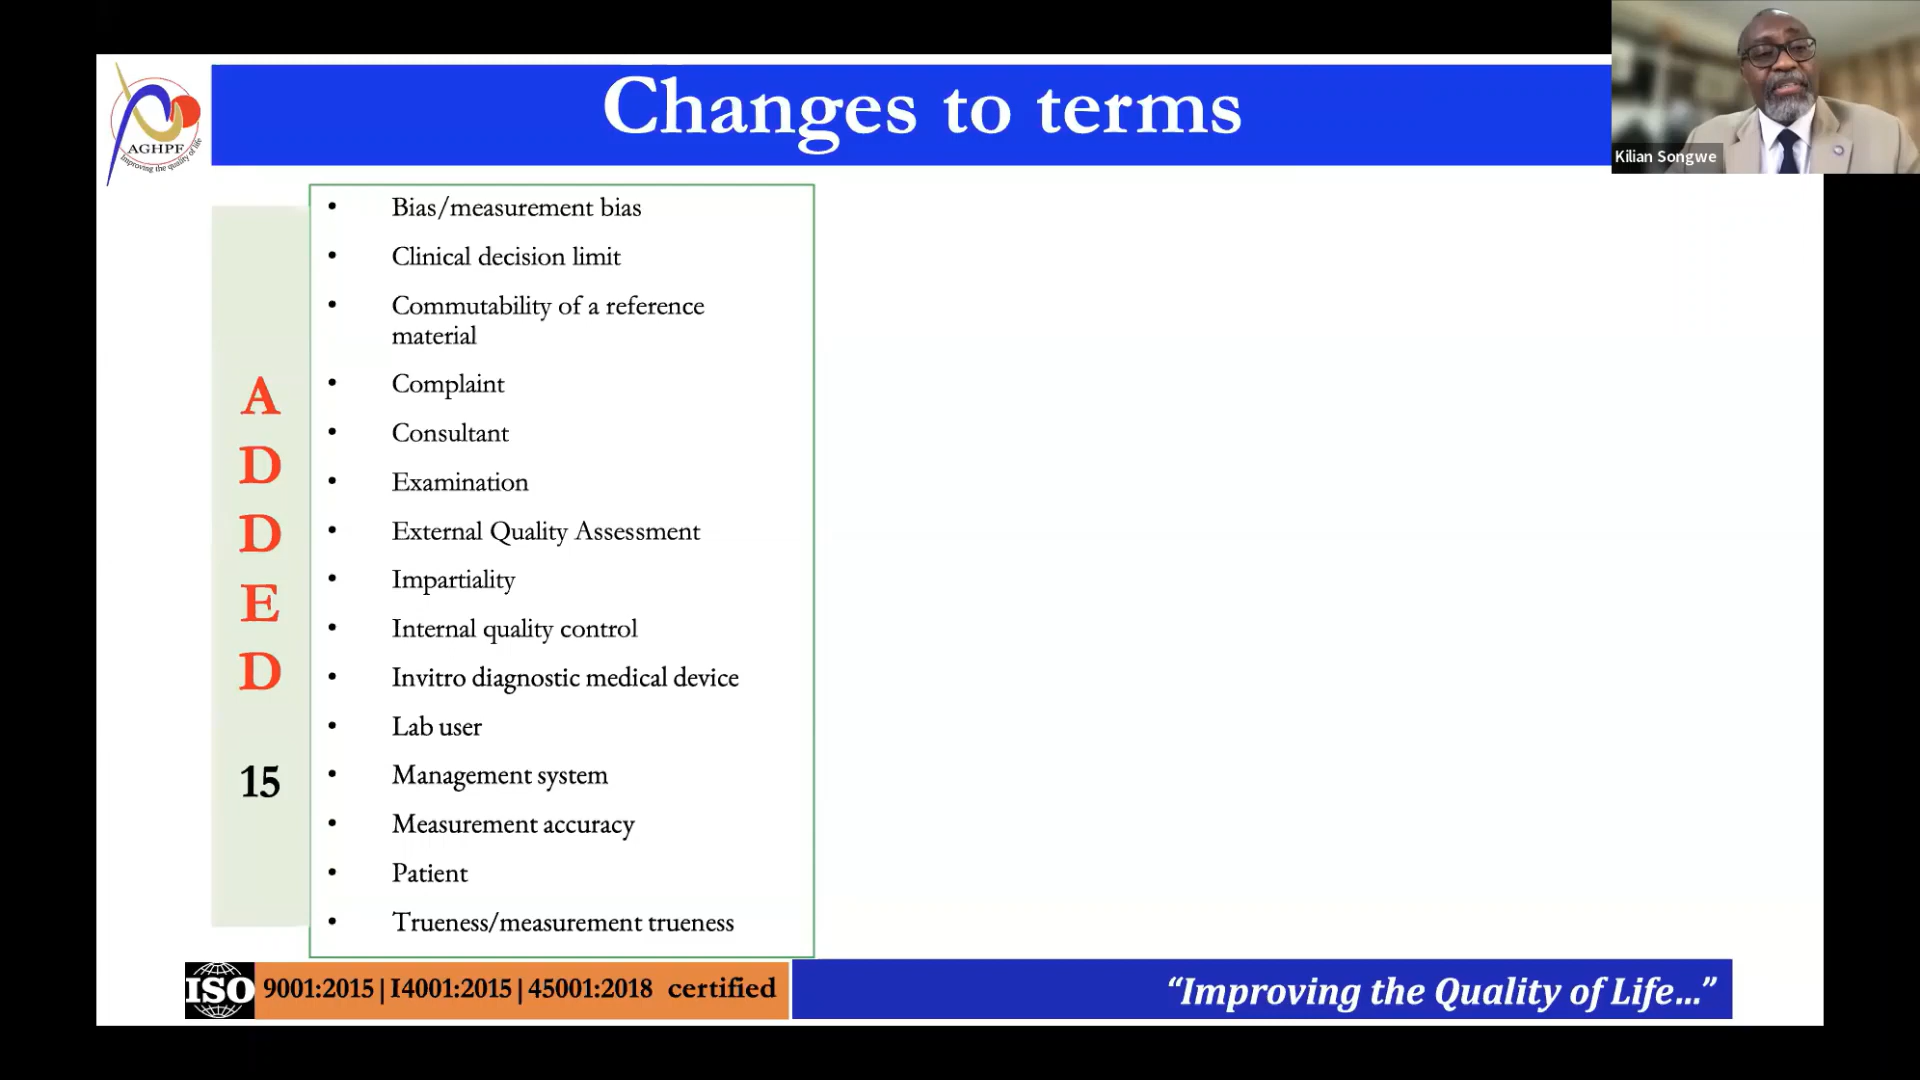 Changes to terms
Kilian Songwe
AGHPF
Improving the quality of life
A
D
D
E
D
15
• Bias/measurement bias
• Clinical decision limit
• Commutability of a reference
material
• Complaint
• Consultant
• Examination
• External Quality Assessment
• Impartiality
• Internal quality control
• Invitro diagnostic medical device
• Lab user
• Management system
• Measurement accuracy
• Patient
• Trueness/measurement trueness
ISO 9001:2015 | I4001:2015 | 45001:2018 certified
“Improving the Quality of Life...”